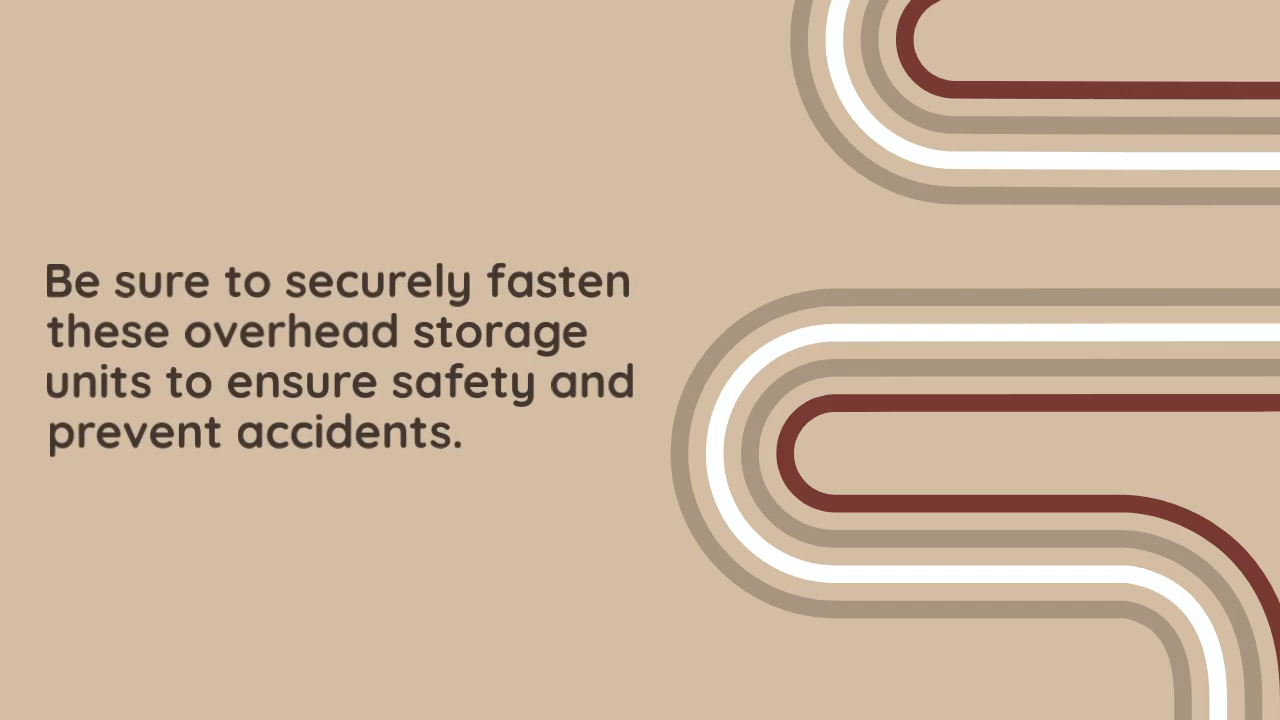 Be sure to securely fasten
these overhead storage
units to ensure safety and
prevent accidents.